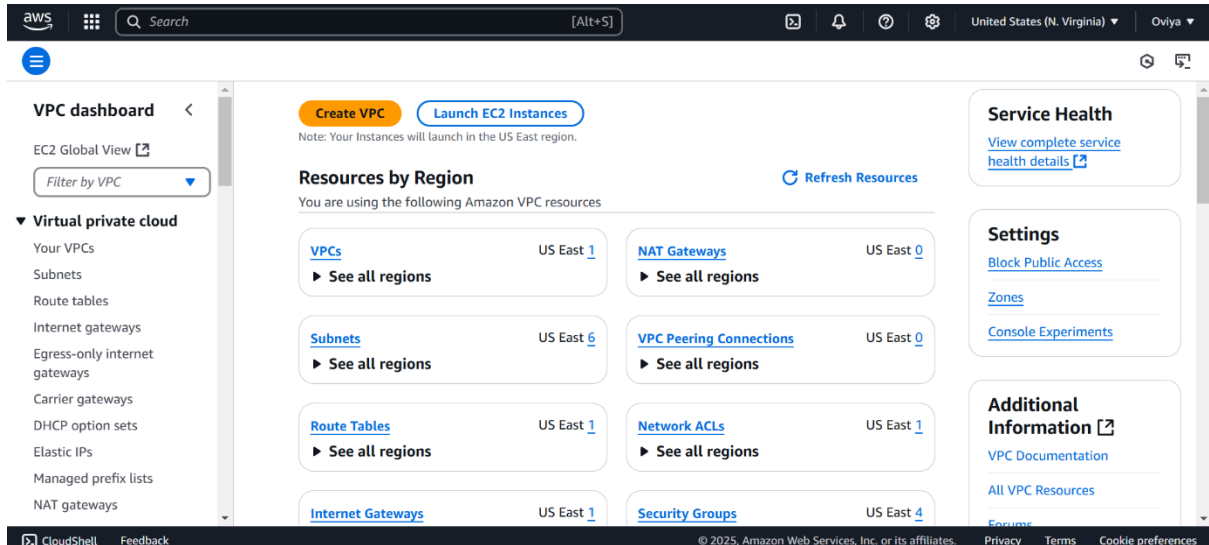 aws
Search
[Alt+S]
United States (N. Virginia)
Oviya
VPC dashboard
EC2 Global View
Filter by VPC
Virtual private cloud
Your VPCs
Subnets
Route tables
Internet gateways
Egress-only internet
gateways
Carrier gateways
DHCP option sets
Elastic IPs
Managed prefix lists
NAT gateways
Create VPC
Launch EC2 Instances
Note: Your Instances will launch in the US East region.
Resources by Region
Refresh Resources
You are using the following Amazon VPC resources
VPCs
US East 1
See all regions
NAT Gateways
US East 0
See all regions
Subnets
US East 6
See all regions
VPC Peering Connections
US East 0
See all regions
Route Tables
US East 1
See all regions
Network ACLs
US East 1
See all regions
Internet Gateways
US East 1
Security Groups
US East 4
Service Health
View complete service
health details
Settings
Block Public Access
Zones
Console Experiments
Additional
Information
VPC Documentation
All VPC Resources
Forums
CloudShell
Feedback
© 2025, Amazon Web Services, Inc. or its affiliates.
Privacy
Terms
Cookie preferences